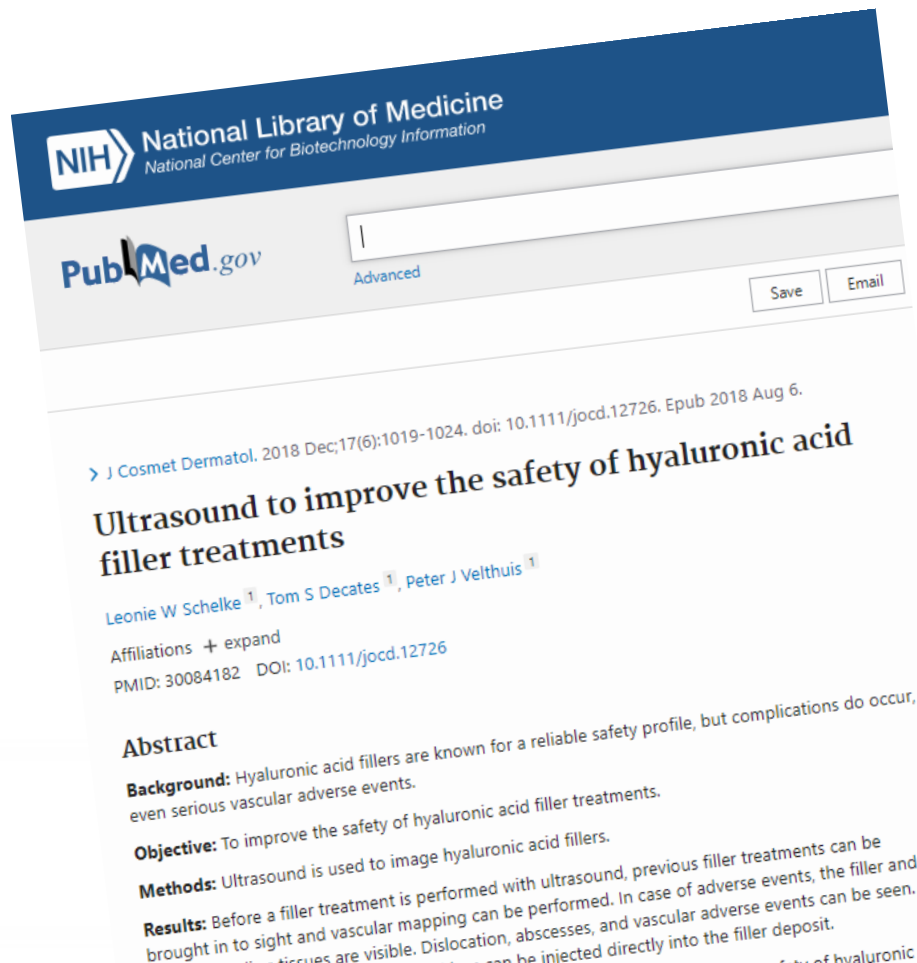 NIH National Library of Medicine
National Center for Biotechnology Information
PubMed.gov
Advanced
Save Email
J Cosmet Dermatol. 2018 Dec;17(6):1019-1024. doi: 10.1111/jocd.12726. Epub 2018 Aug 6.
Ultrasound to improve the safety of hyaluronic acid
filler treatments
Leonie W Schelke 1, Tom S Decates 1, Peter J Velthuis 1
Affiliations + expand
PMID: 30084182 DOI: 10.1111/jocd.12726
Abstract
Background: Hyaluronic acid fillers are known for a reliable safety profile, but complications do occur,
even serious vascular adverse events.
Objective: To improve the safety of hyaluronic acid filler treatments.
Methods: Ultrasound is used to image hyaluronic acid fillers.
Results: Before a filler treatment is performed with ultrasound, previous filler treatments can be
brought in to sight and vascular mapping can be performed. In case of adverse events, the filler and
tissues are visible. Dislocation, abscesses, and vascular adverse events can be seen.
can be injected directly into the filler deposit.
of hyaluronic